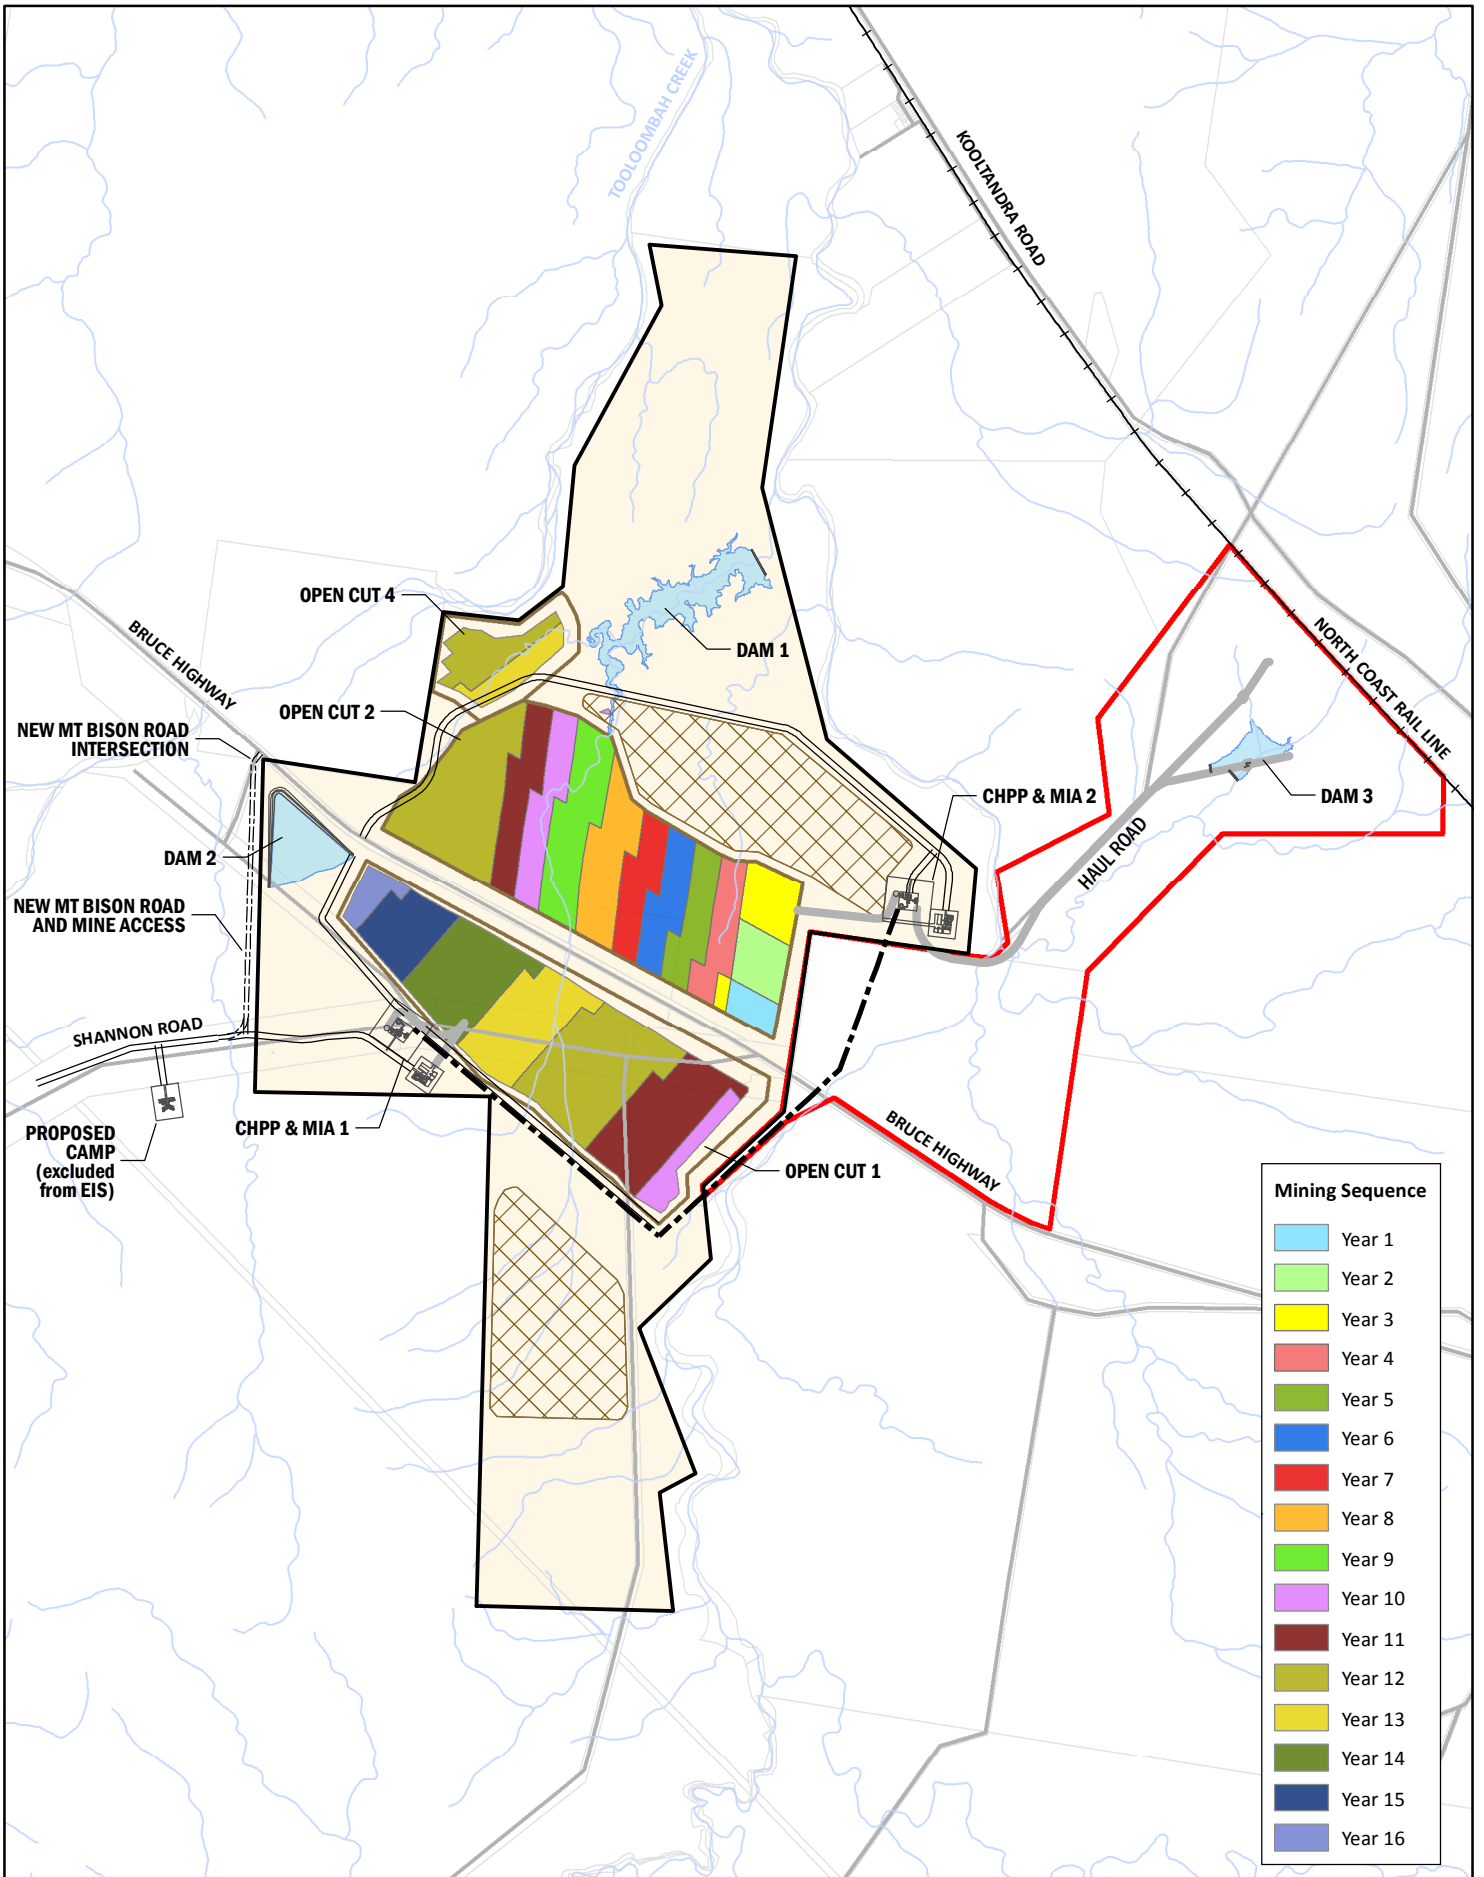 TOOLOOMBAH CREEK
KOOLTANDRA ROAD
OPEN CUT 4
BRUCE HIGHWAY
DAM 1
OPEN CUT 2
NORTH COAST RAIL LINE
NEW MT BISON ROAD
INTERSECTION
CHPP & MIA 2
DAM 3
DAM 2
HAUL ROAD
NEW MT BISON ROAD
AND MINE ACCESS
SHANNON ROAD
PROPOSED
CAMP
(excluded
from EIS)
CHPP & MIA 1
BRUCE HIGHWAY
OPEN CUT 1
Mining Sequence
Year 1
Year 2
Year 3
Year 4
Year 5
Year 6
Year 7
Year 8
Year 9
Year 10
Year 11
Year 12
Year 13
Year 14
Year 15
Year 16